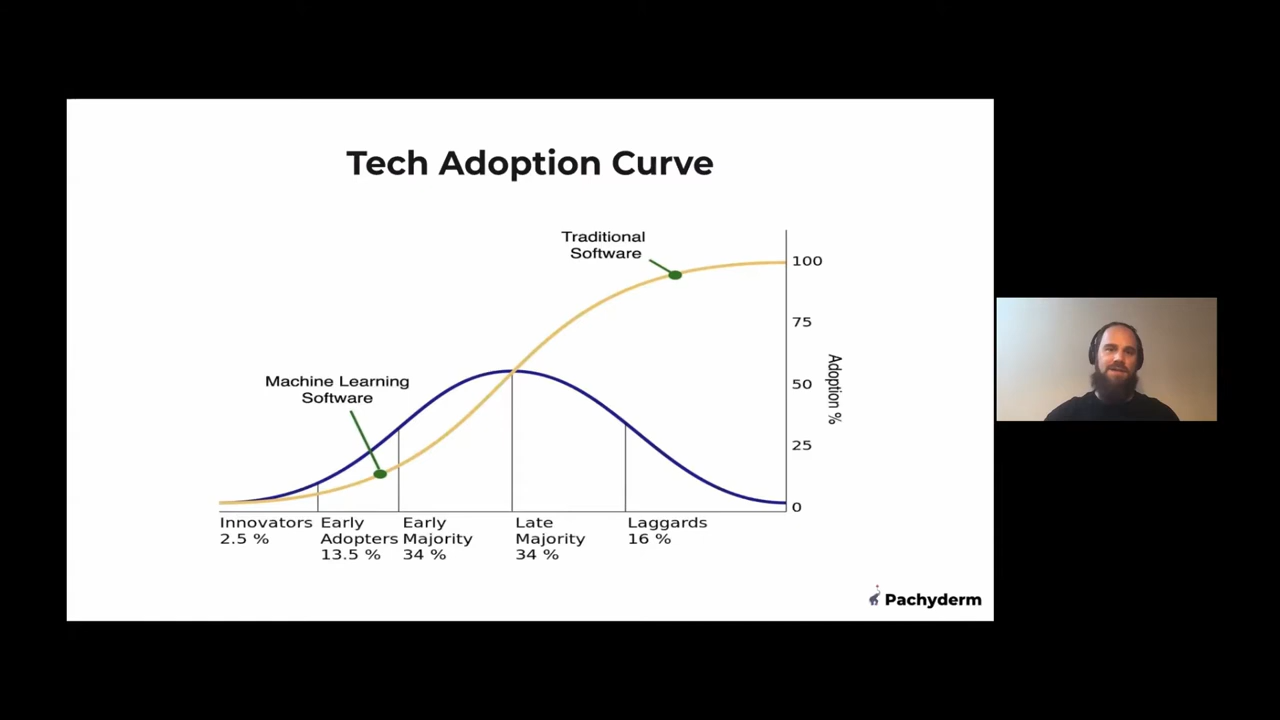 Tech Adoption Curve
Traditional
Software
100
75
50
25
0
Adoption %
Machine Learning
Software
Innovators
2.5 %
Early
Adopters
13.5 %
Early
Majority
34 %
Late
Majority
34 %
Laggards
16 %
Pachyderm